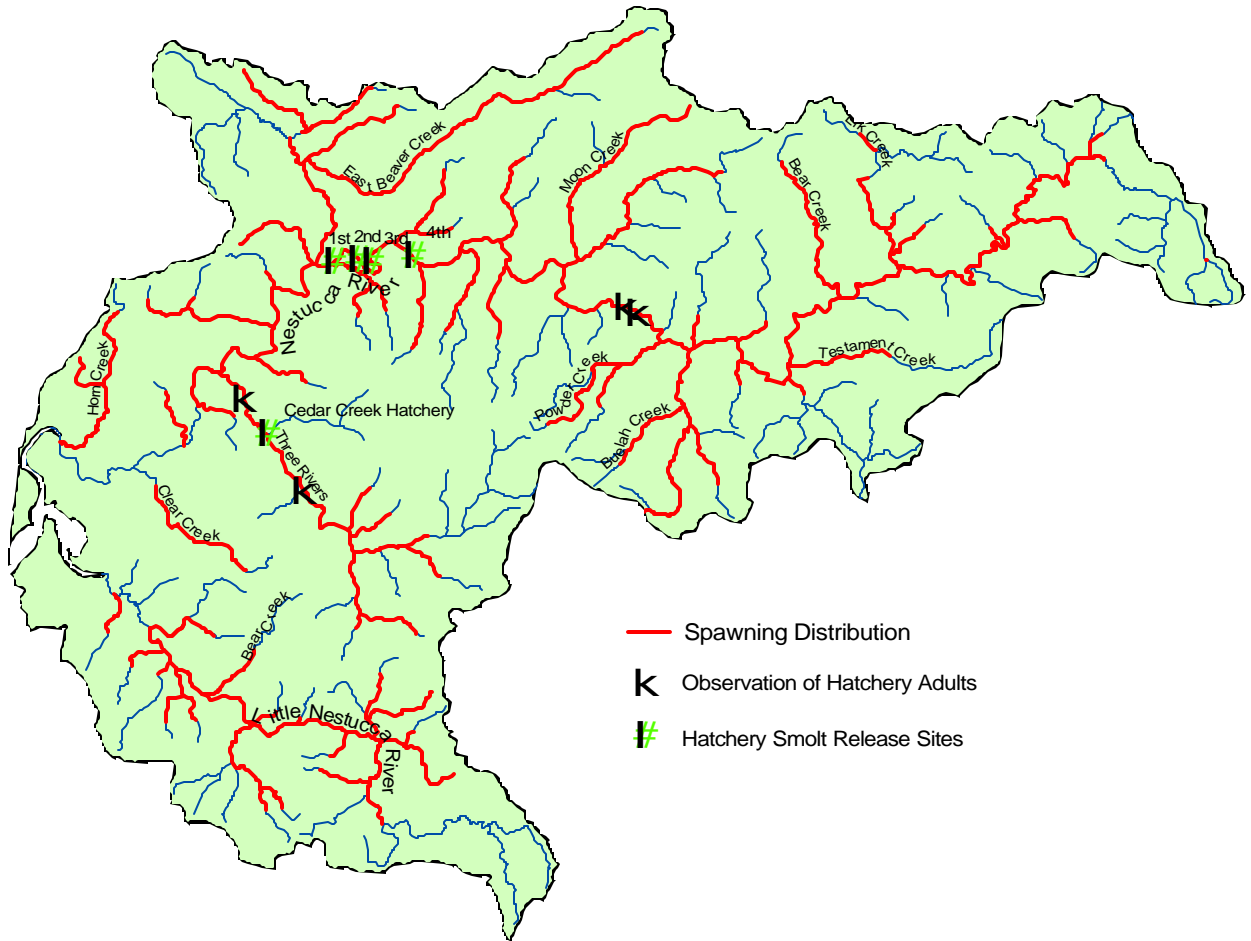 East Beaver Creek
Moon Creek
Elk Creek
Bear Creek
1st 2nd 3rd 4th
Nestucca River
Horn Creek
Testament Creek
Powder Creek
Cedar Creek Hatchery
Buelah Creek
Three Rivers
Clear Creek
Bear Creek
Little Nestucca River
Spawning Distribution
k Observation of Hatchery Adults
# Hatchery Smolt Release Sites